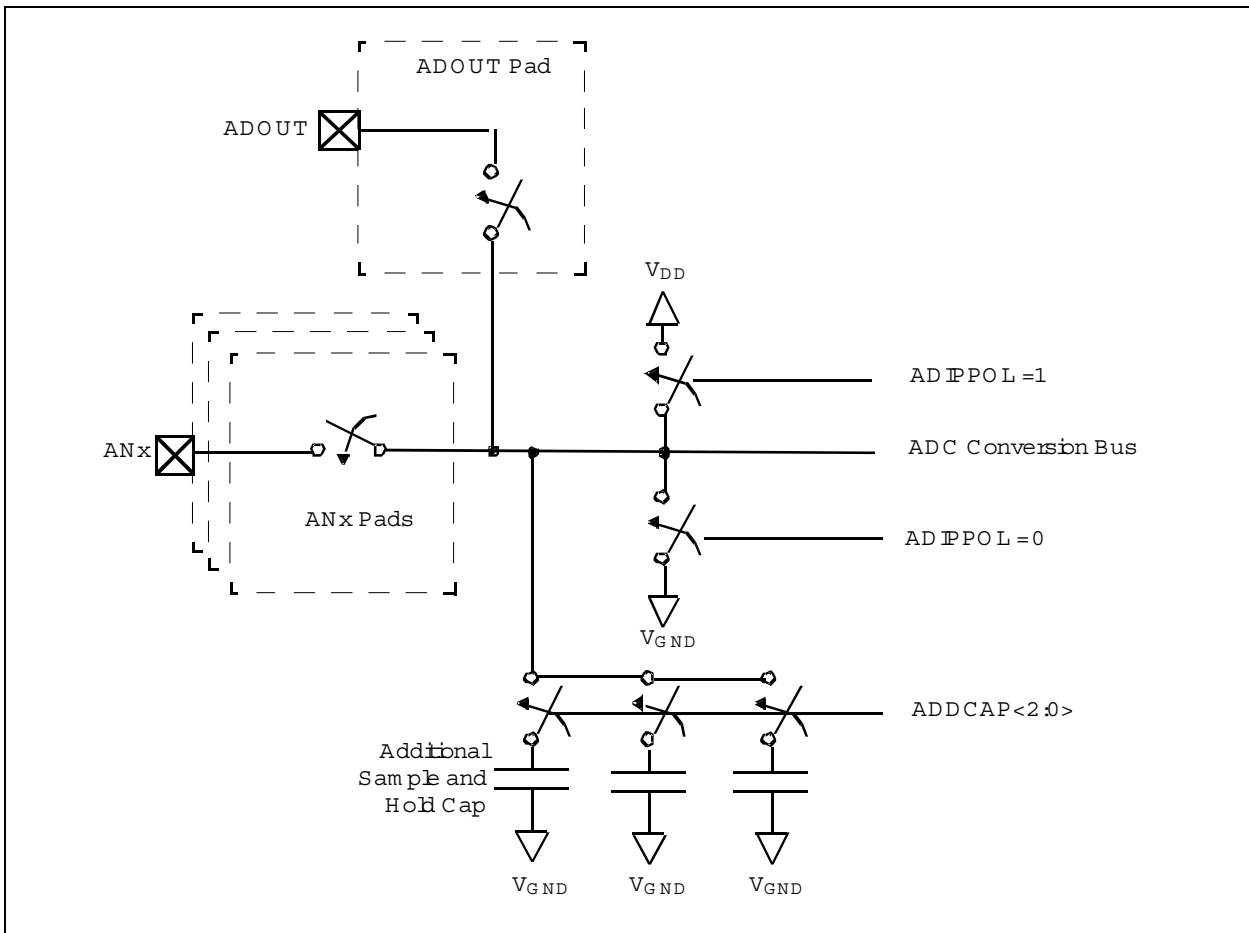 ADOUT Pad
ADOUT
VDD
ADIPPOL=1
ANx
ADC Conversion Bus
ANx Pads
ADIPPOL=0
VGND
ADDCAP<2:0>
Additional
Sample and
Hold Cap
VGND
VGND
VGND